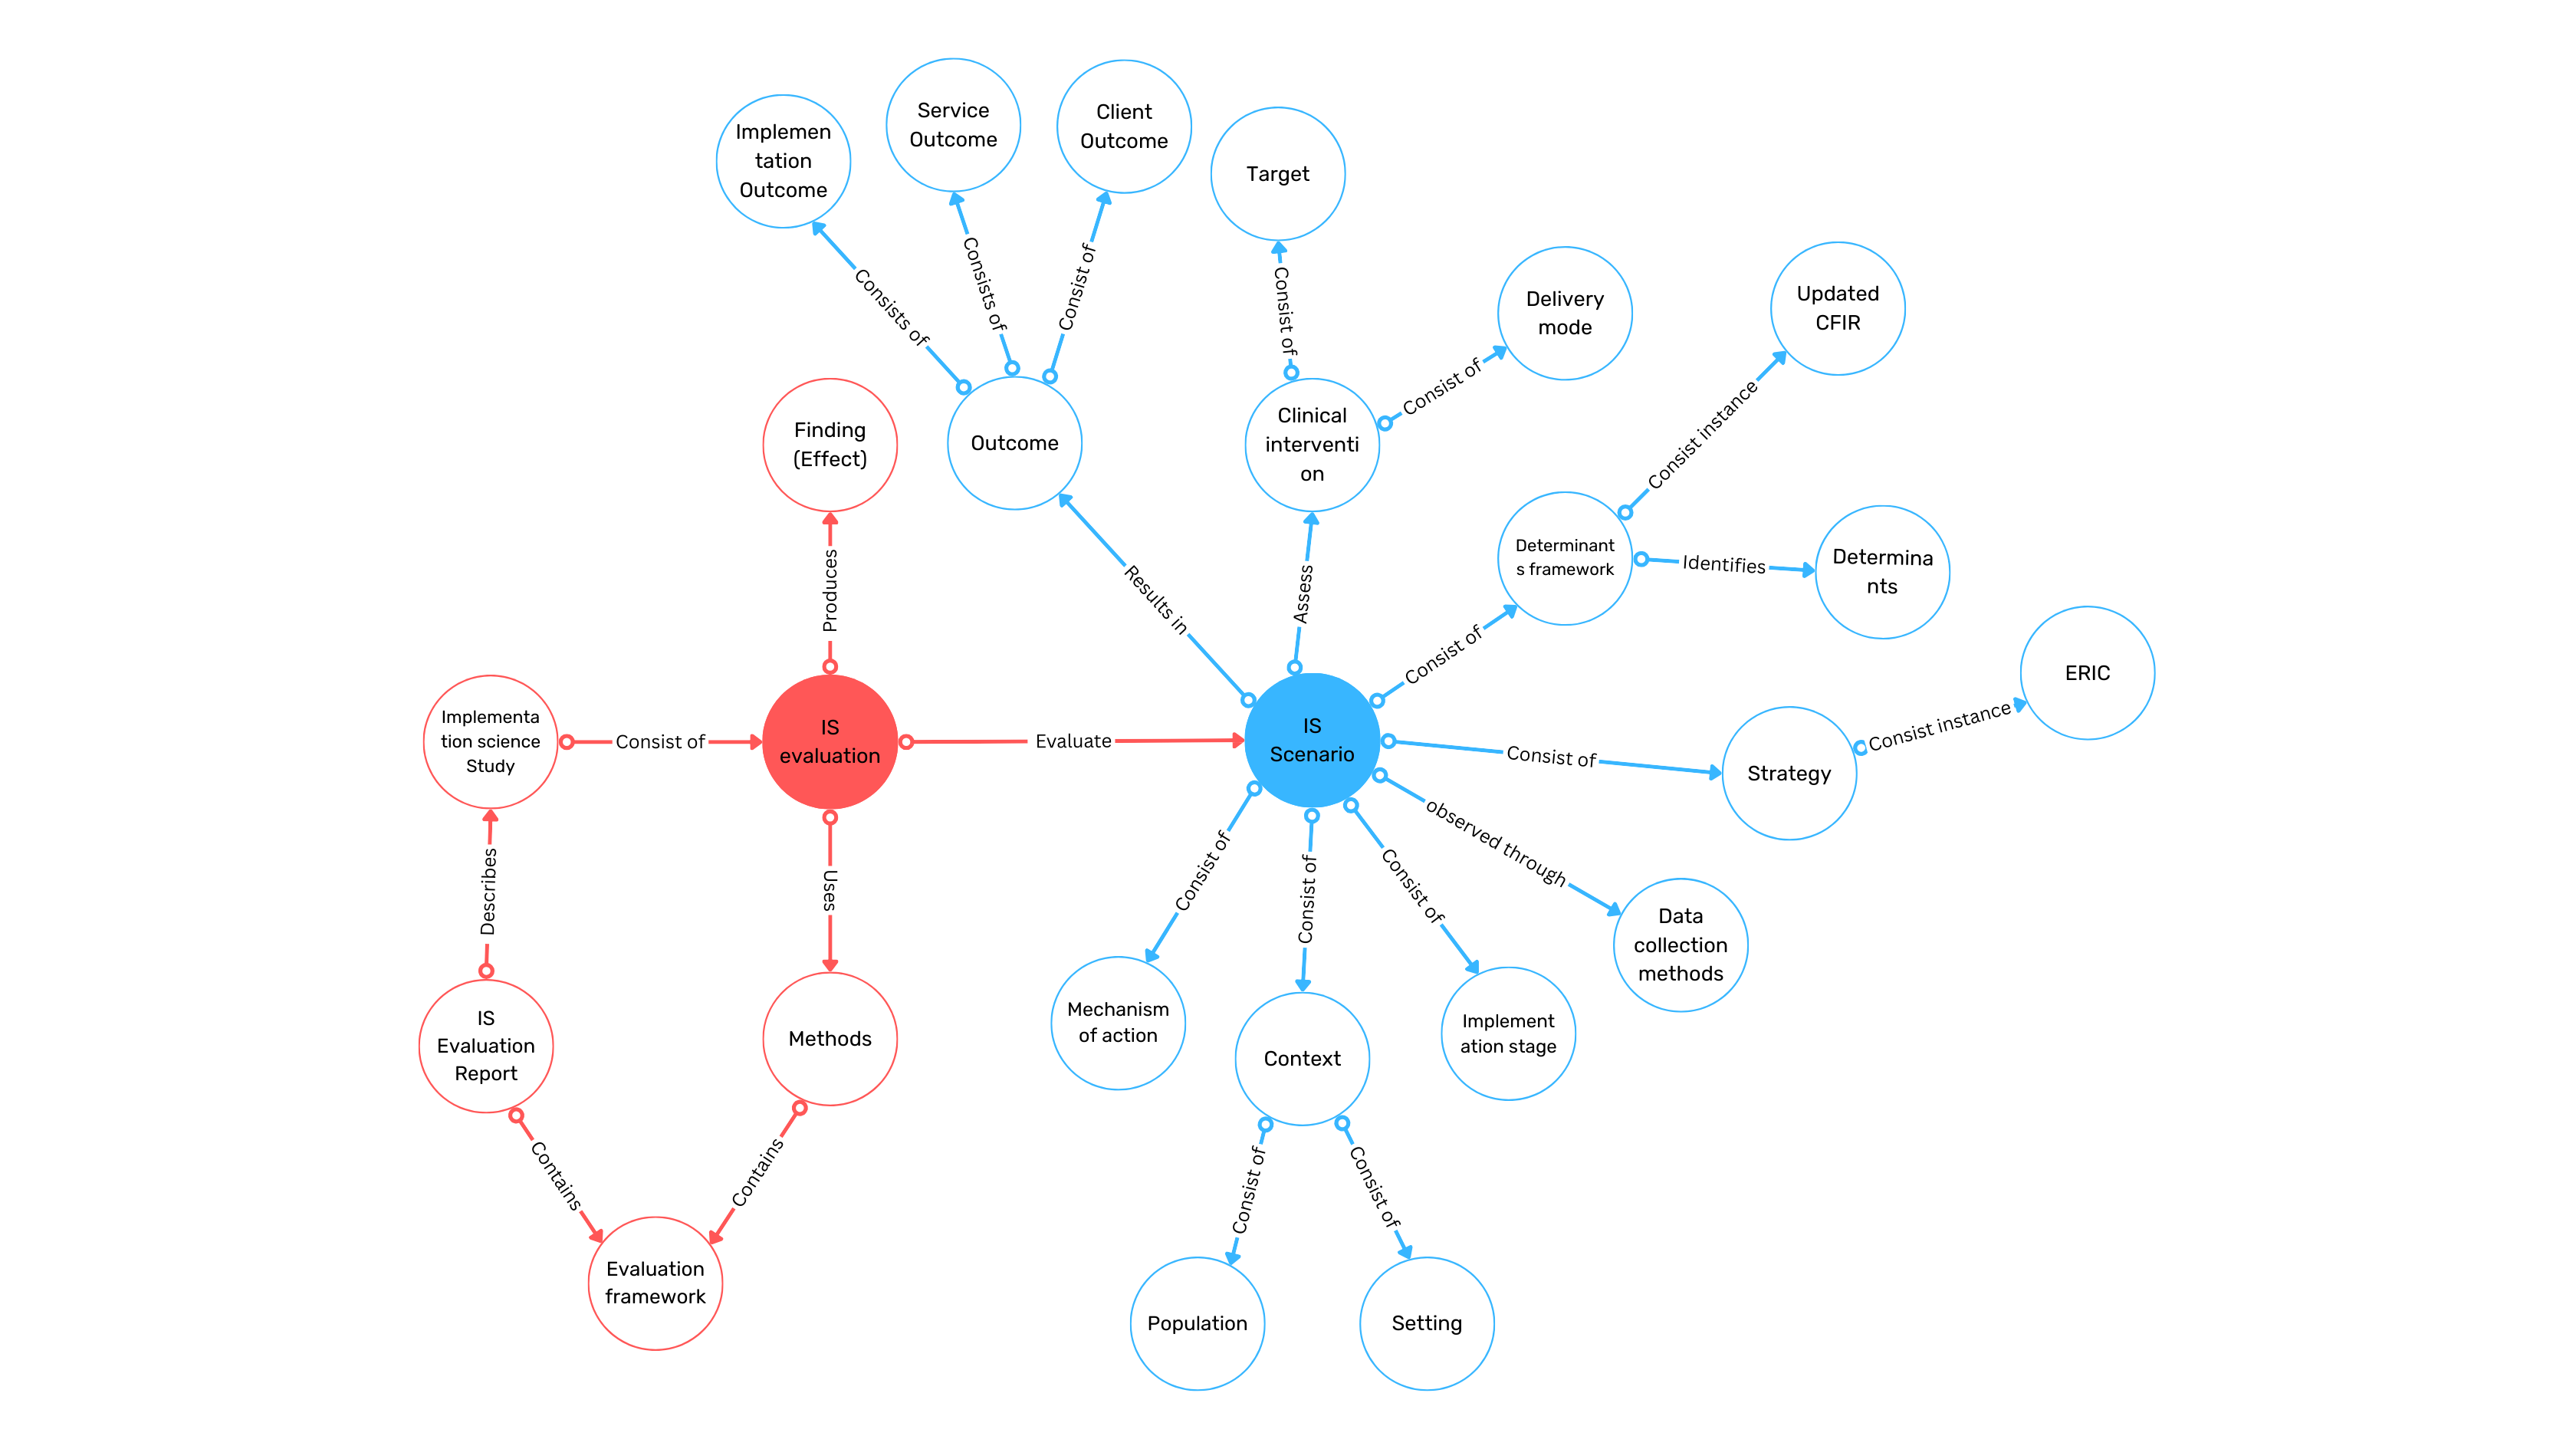 Service
Outcome
Client
Outcome
Implemen
tation
Outcome
Target
Consists of
Consists of
Consist of
Consist of
Delivery
mode
Updated
CFIR
Consist of
Consist instance
Finding
(Effect)
Outcome
Clinical
interventi
on
Determinant
s framework
Identifies
Determina
nts
Produces
Results in
Assess
Consist of
ERIC
Implementa
tion science
Study
Consist of
IS
evaluation
Evaluate
IS
Scenario
Consist of
Strategy
Consist instance
observed through
Describes
Uses
Consist of
Consist of
Consist of
Data
collection
methods
IS
Evaluation
Report
Methods
Mechanism
of action
Context
Implement
ation stage
Contains
Contains
Consist of
Consist of
Evaluation
framework
Population
Setting